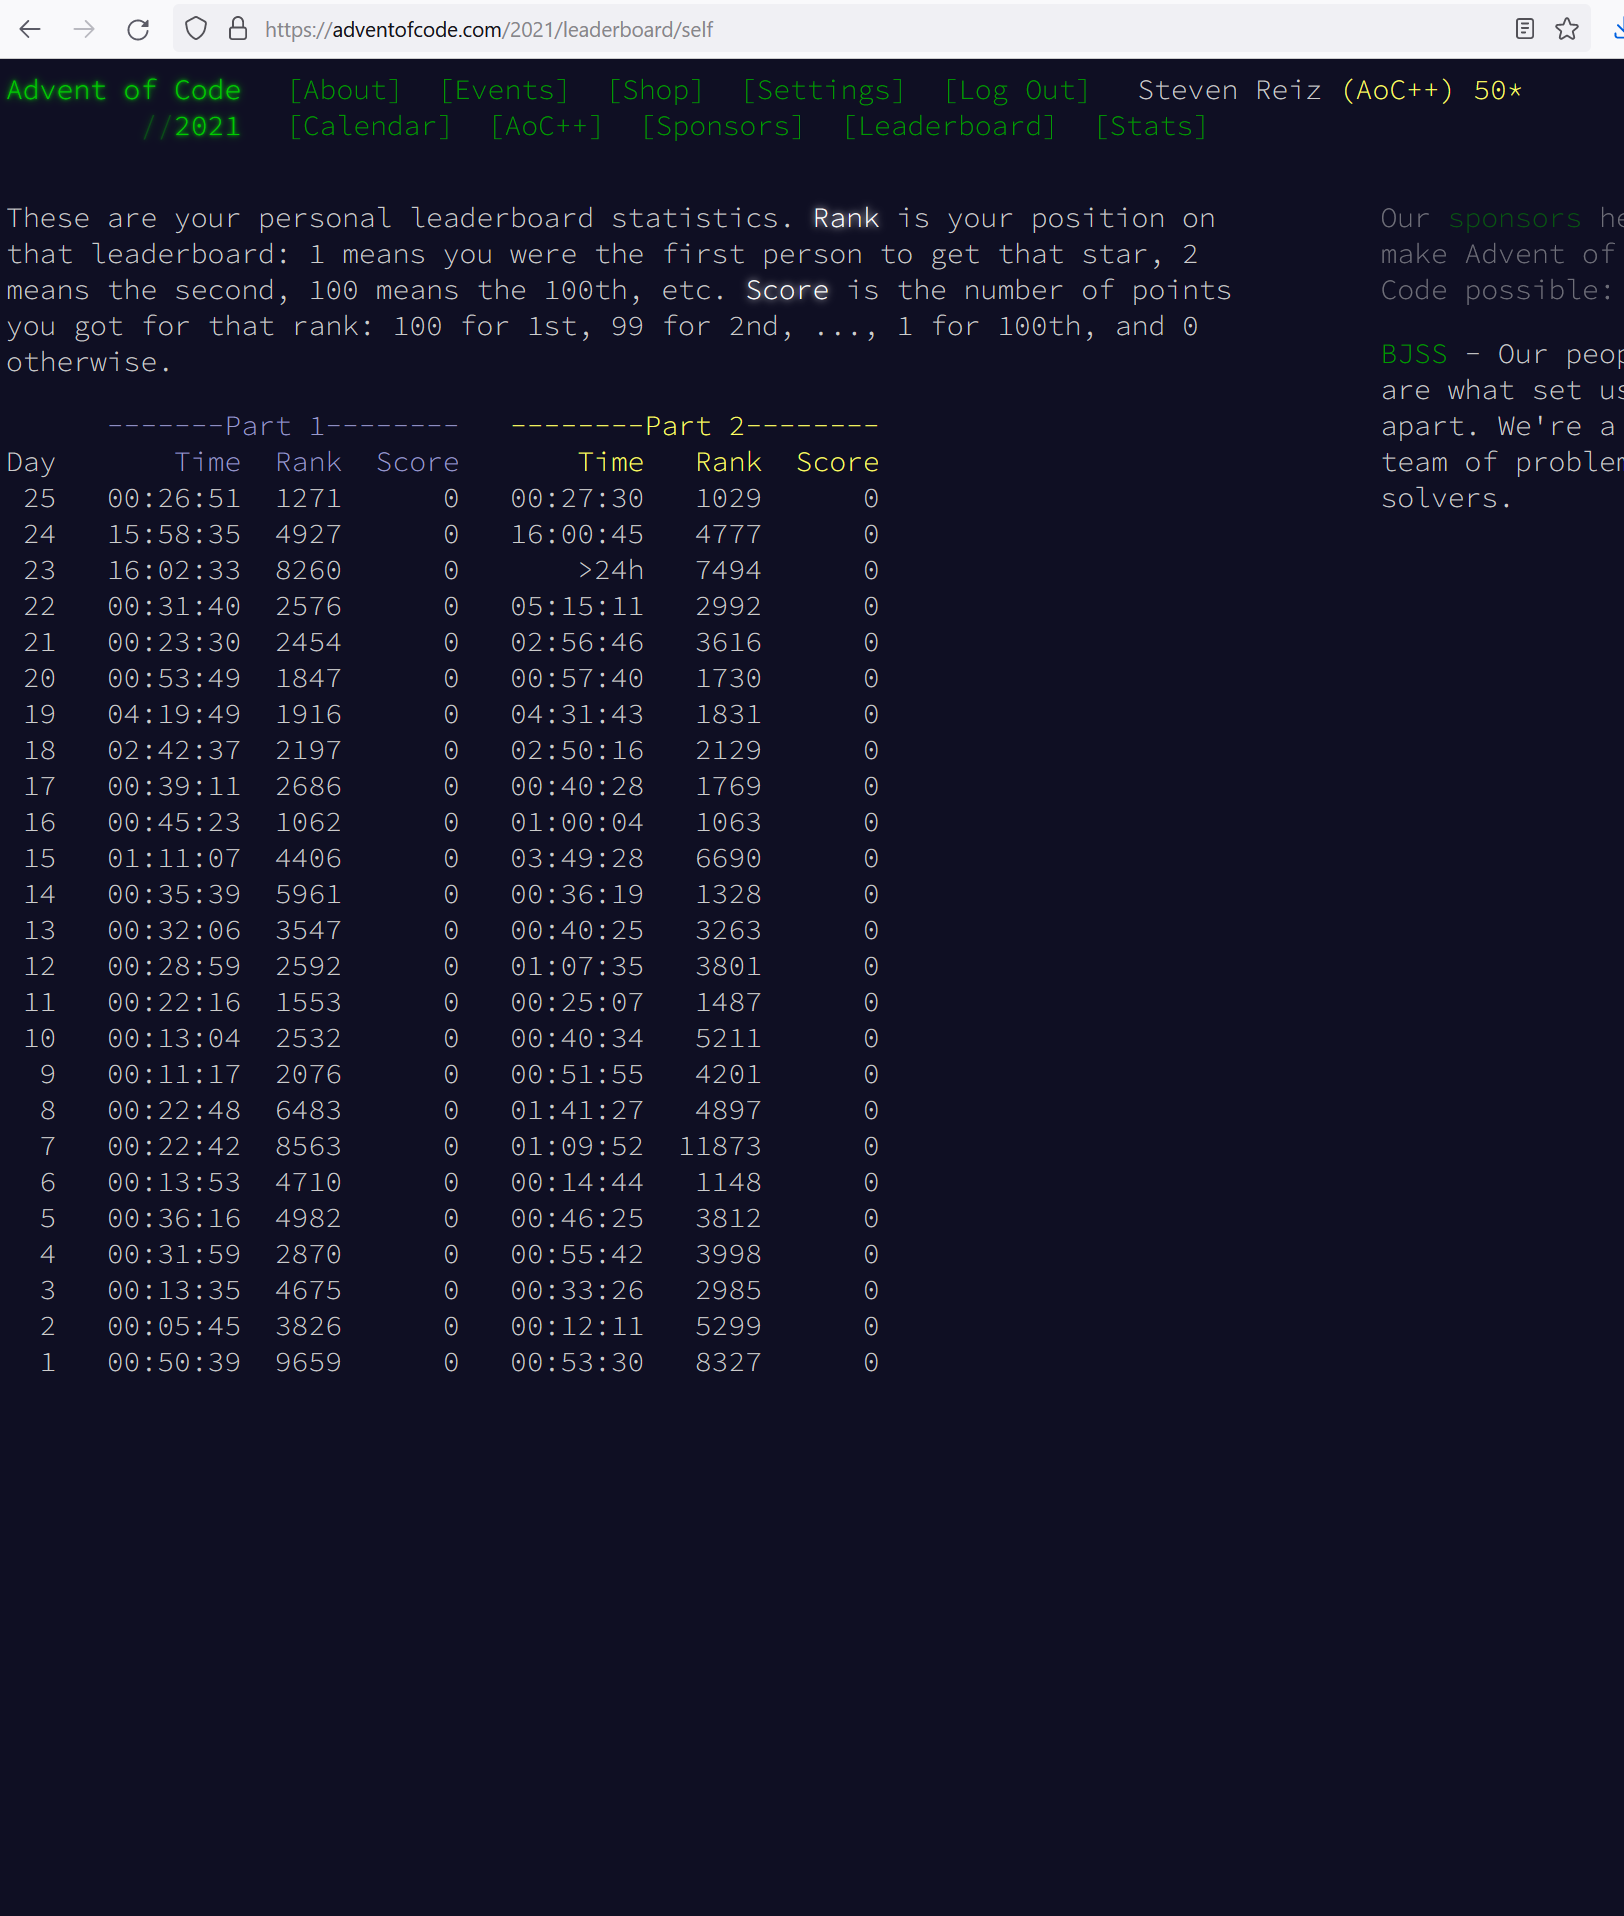 https://adventofcode.com/2021/leaderboard/self
Advent of Code [About] [Events] [Shop] [Settings] [Log Out] Steven Reiz (AoC++) 50*
//2021 [Calendar] [AoC++] [Sponsors] [Leaderboard] [Stats]
These are your personal leaderboard statistics. Rank is your position on
that leaderboard: 1 means you were the first person to get that star, 2
means the second, 100 means the 100th, etc. Score is the number of points
you got for that rank: 100 for 1st, 99 for 2nd, ..., 1 for 100th, and 0
otherwise.
-------Part 1-------- --------Part 2--------
Day Time Rank Score Time Rank Score
25 00:26:51 1271 0 00:27:30 1029 0
24 15:58:35 4927 0 16:00:45 4777 0
23 16:02:33 8260 0 >24h 7494 0
22 00:31:40 2576 0 05:15:11 2992 0
21 00:23:30 2454 0 02:56:46 3616 0
20 00:53:49 1847 0 00:57:40 1730 0
19 04:19:49 1916 0 04:31:43 1831 0
18 02:42:37 2197 0 02:50:16 2129 0
17 00:39:11 2686 0 00:40:28 1769 0
16 00:45:23 1062 0 01:00:04 1063 0
15 01:11:07 4406 0 03:49:28 6690 0
14 00:35:39 5961 0 00:36:19 1328 0
13 00:32:06 3547 0 00:40:25 3263 0
12 00:28:59 2592 0 01:07:35 3801 0
11 00:22:16 1553 0 00:25:07 1487 0
10 00:13:04 2532 0 00:40:34 5211 0
9 00:11:17 2076 0 00:51:55 4201 0
8 00:22:48 6483 0 01:41:27 4897 0
7 00:22:42 8563 0 01:09:52 11873 0
6 00:13:53 4710 0 00:14:44 1148 0
5 00:36:16 4982 0 00:46:25 3812 0
4 00:31:59 2870 0 00:55:42 3998 0
3 00:13:35 4675 0 00:33:26 2985 0
2 00:05:45 3826 0 00:12:11 5299 0
1 00:50:39 9659 0 00:53:30 8327 0
Our sponsors
make Advent of
Code possible:
BJSS - Our
are what set
apart. We're a
team of
solvers.